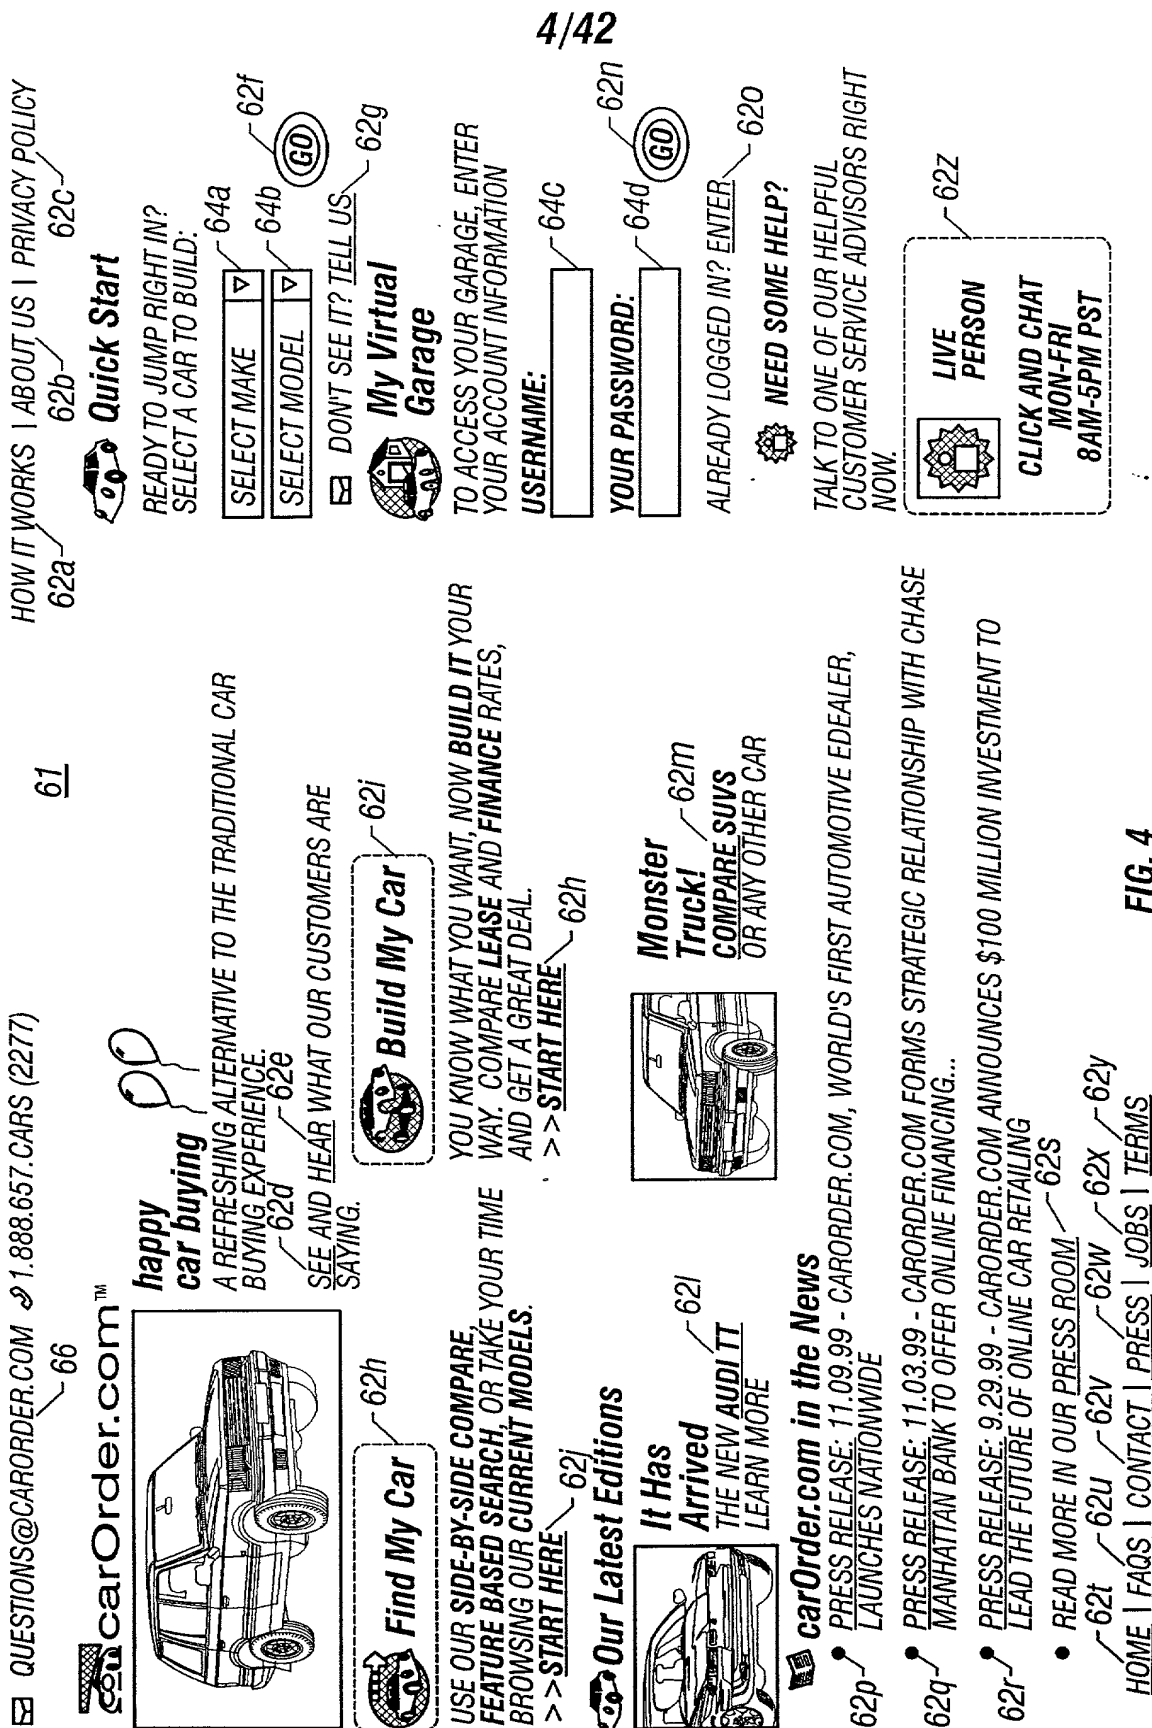 4/42
QUESTIONS@CARORDER.COM 1.888.657.CARS (2277)
66
61
HOW IT WORKS | ABOUT US | PRIVACY POLICY
62a
62b
62c
carOrder.com™
happy
car buying
A REFRESHING ALTERNATIVE TO THE TRADITIONAL CAR
BUYING EXPERIENCE.
62d
62e
SEE AND HEAR WHAT OUR CUSTOMERS ARE
SAYING.
Find My Car
62h
USE OUR SIDE-BY-SIDE COMPARE,
FEATURE BASED SEARCH, OR TAKE YOUR TIME
BROWSING OUR CURRENT MODELS.
>>START HERE
62j
Build My Car
62i
YOU KNOW WHAT YOU WANT, NOW BUILD IT YOUR
WAY. COMPARE LEASE AND FINANCE RATES,
AND GET A GREAT DEAL.
>>START HERE
62h
Our Latest Editions
It Has
Arrived
62l
THE NEW AUDI TT
LEARN MORE
Monster
Truck!
62m
COMPARE SUVS
OR ANY OTHER CAR
carOrder.com in the News
62p
• PRESS RELEASE: 11.09.99 - CARORDER.COM, WORLD'S FIRST AUTOMOTIVE EDEALER,
LAUNCHES NATIONWIDE
62q
• PRESS RELEASE: 11.03.99 - CARORDER.COM FORMS STRATEGIC RELATIONSHIP WITH CHASE
MANHATTAN BANK TO OFFER ONLINE FINANCING...
62r
• PRESS RELEASE: 9.29.99 - CARORDER.COM ANNOUNCES $100 MILLION INVESTMENT TO
LEAD THE FUTURE OF ONLINE CAR RETAILING
• READ MORE IN OUR PRESS ROOM
62S
62t
62u
62v
62w
62x
62y
HOME | FAQS | CONTACT | PRESS | JOBS | TERMS
Quick Start
READY TO JUMP RIGHT IN?
SELECT A CAR TO BUILD:
SELECT MAKE
64a
SELECT MODEL
64b
GO
62f
DON'T SEE IT? TELL US
62g
My Virtual
Garage
TO ACCESS YOUR GARAGE, ENTER
YOUR ACCOUNT INFORMATION
USERNAME:
64c
YOUR PASSWORD:
64d
GO
62n
ALREADY LOGGED IN? ENTER
62o
NEED SOME HELP?
TALK TO ONE OF OUR HELPFUL
CUSTOMER SERVICE ADVISORS RIGHT
NOW.
LIVE
PERSON
62z
CLICK AND CHAT
MON-FRI
8AM-5PM PST
FIG. 4